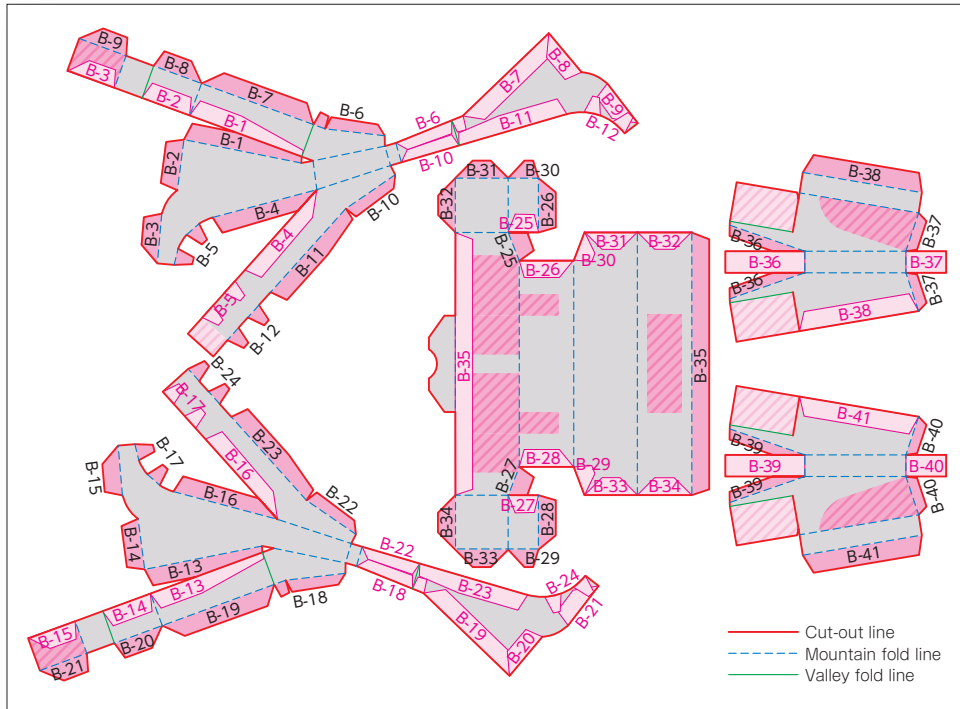 B-9
B-8
B-7
B-6
B-3
B-2
B-1
B-1
B-2
B-3
B-4
B-5
B-4
B-5
B-10
B-11
B-12
B-6
B-7
B-8
B-9
B-10
B-11
B-12
B-31
B-30
B-32
B-26
B-25
B-25
B-26
B-30
B-31
B-32
B-35
B-35
B-28
B-29
B-27
B-33
B-34
B-27
B-34
B-28
B-33
B-29
B-38
B-37
B-36
B-36
B-37
B-36
B-37
B-38
B-41
B-40
B-39
B-39
B-40
B-39
B-40
B-41
B-24
B-17
B-23
B-16
B-17
B-15
B-16
B-22
B-14
B-13
B-13
B-14
B-15
B-18
B-19
B-20
B-21
B-22
B-18
B-23
B-24
B-19
B-21
B-20
Cut-out line
Mountain fold line
Valley fold line